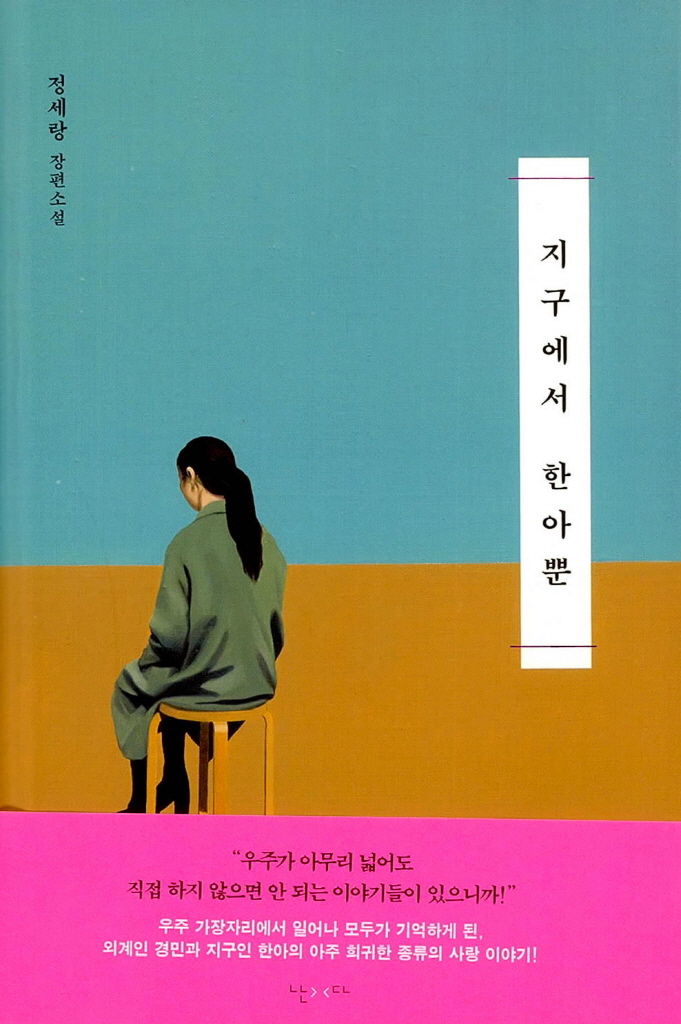 정세랑 장편소설
지구에서 한아뿐
“우주가 아무리 넓어도
직접 하지 않으면 안 되는 이야기들이 있으니까!”
우주 가장자리에서 일어나 모두가 기억하게 된,
외계인 경민과 지구인 한아의 아주 희귀한 종류의 사랑 이야기!
난다